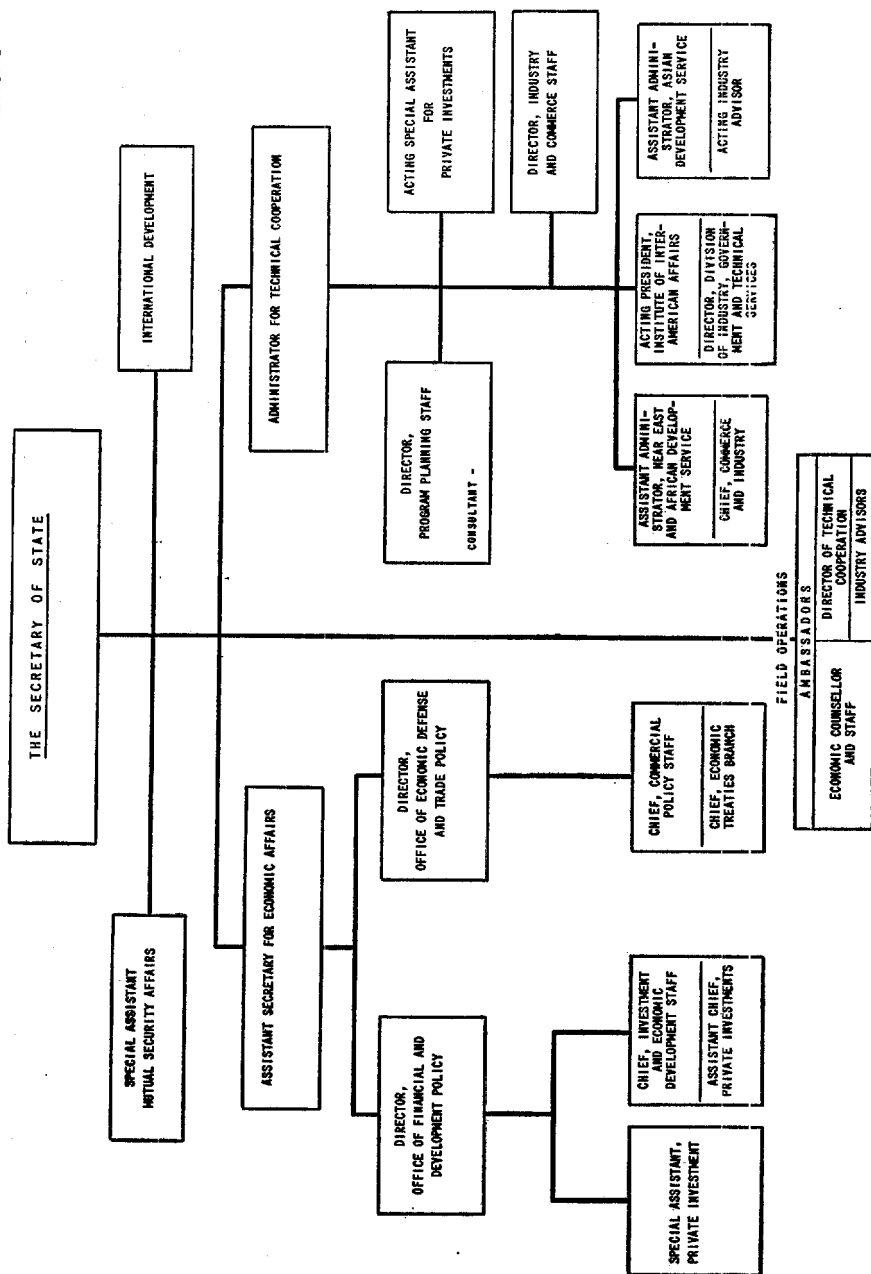 THE SECRETARY OF STATE
SPECIAL ASSISTANT
MUTUAL SECURITY AFFAIRS
INTERNATIONAL DEVELOPMENT
ASSISTANT SECRETARY FOR ECONOMIC AFFAIRS
ADMINISTRATOR FOR TECHNICAL COOPERATION
DIRECTOR,
OFFICE OF FINANCIAL AND
DEVELOPMENT POLICY
DIRECTOR,
OFFICE OF ECONOMIC DEFENSE
AND TRADE POLICY
DIRECTOR,
PROGRAM PLANNING STAFF
CONSULTANT -
ACTING SPECIAL ASSISTANT
FOR
PRIVATE INVESTMENTS
DIRECTOR, INDUSTRY
AND COMMERCE STAFF
SPECIAL ASSISTANT,
PRIVATE INVESTMENT
CHIEF, INVESTMENT
AND ECONOMIC
DEVELOPMENT STAFF
ASSISTANT CHIEF,
PRIVATE INVESTMENTS
CHIEF, COMMERCIAL
POLICY STAFF
CHIEF, ECONOMIC
TREATIES BRANCH
ASSISTANT ADMINI-
STRATOR, NEAR EAST
AND AFRICAN DEVELOP-
MENT SERVICE
CHIEF, COMMERCE
AND INDUSTRY
ACTING PRESIDENT,
INSTITUTE OF INTER-
AMERICAN AFFAIRS
DIRECTOR, DIVISION
OF INDUSTRY, GOVERN-
MENT AND TECHNICAL
SERVICES
ASSISTANT ADMINI-
STRATOR, ASIAN
DEVELOPMENT SERVICE
ACTING INDUSTRY
ADVISOR
FIELD OPERATIONS
AMBASSADORS
ECONOMIC COUNSELLOR
AND STAFF
DIRECTOR OF TECHNICAL
COOPERATION
INDUSTRY ADVISORS